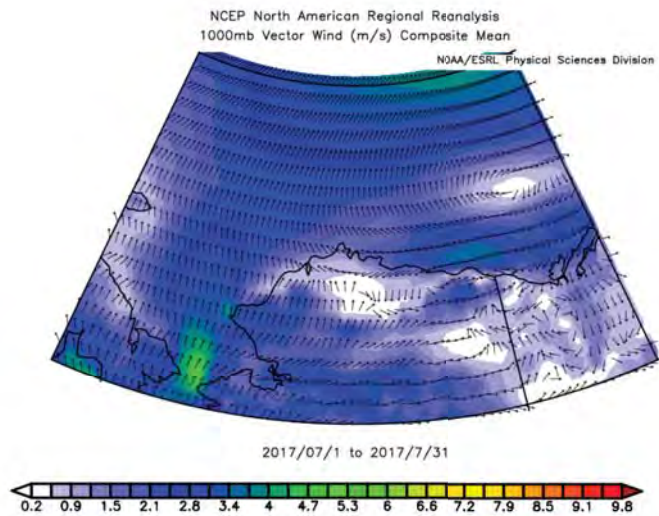 NCEP North American Regional Reanalysis
1000mb Vector Wind (m/s) Composite Mean
NOAA/ESRL Physical Sciences Division
2017/07/1 to 2017/7/31
0.2 0.9 1.5 2.1 2.8 3.4 4 4.7 5.3 6 6.6 7.2 7.9 8.5 9.1 9.8